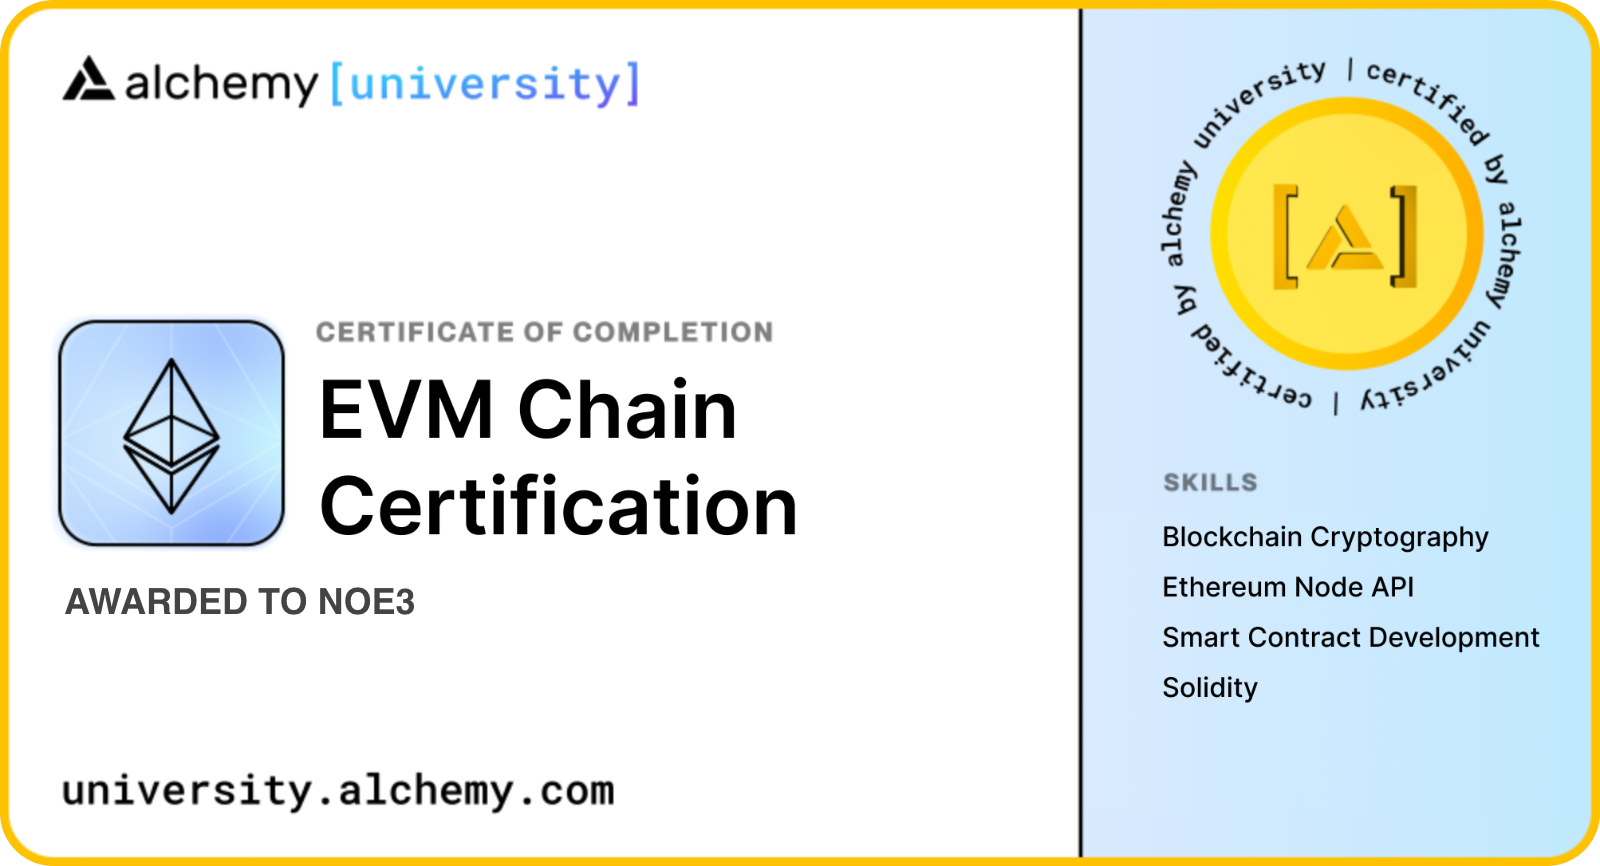 alchemy [university]
CERTIFICATE OF COMPLETION
EVM Chain
Certification
AWARDED TO NOE3
university.alchemy.com
| certified by alchemy university | certified by alchemy university
[ ]
SKILLS
Blockchain Cryptography
Ethereum Node API
Smart Contract Development
Solidity